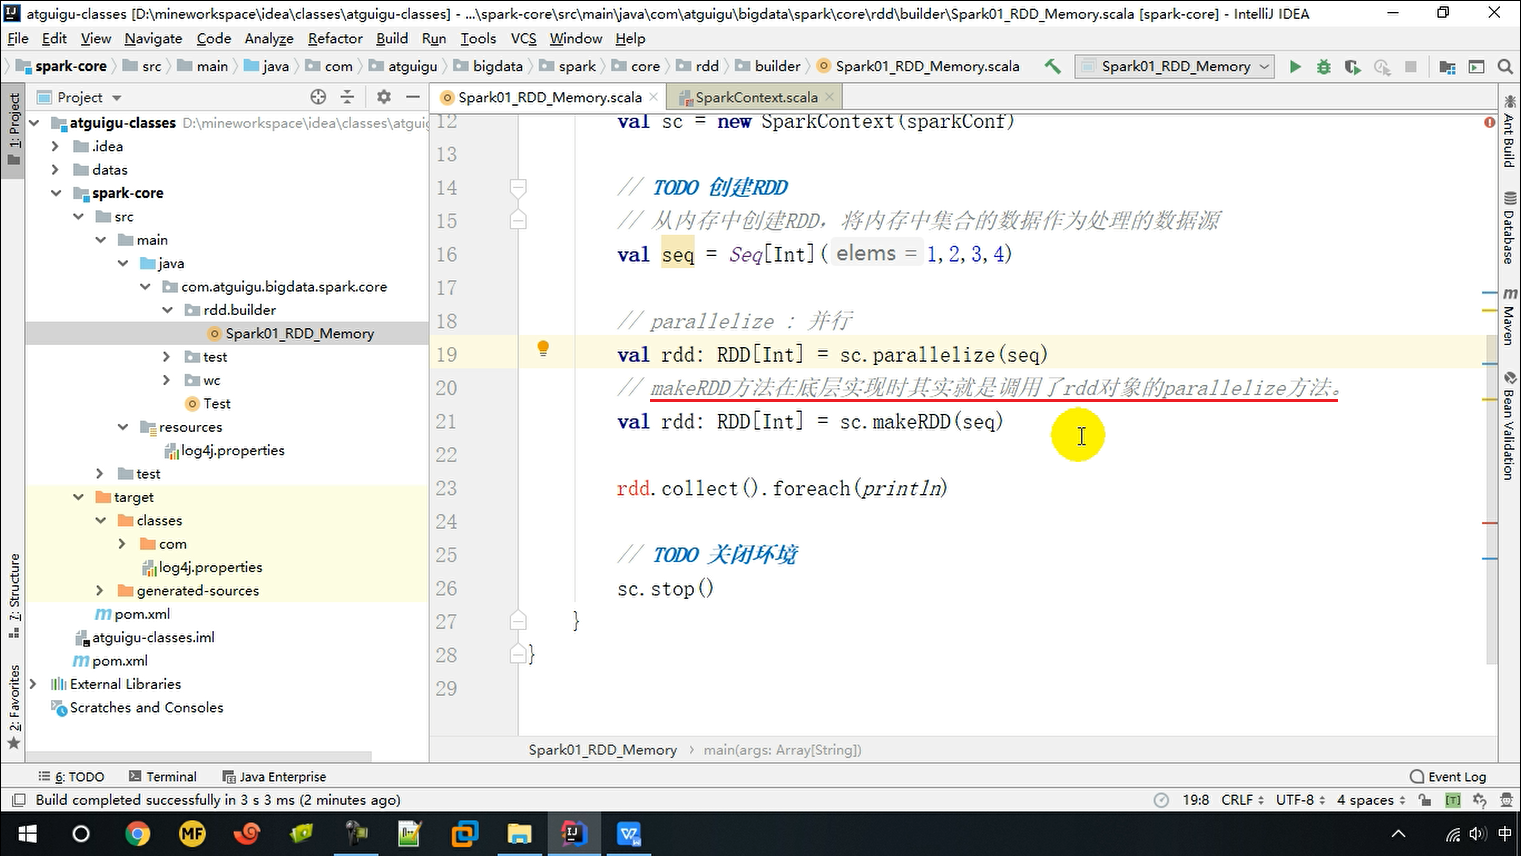 atguigu-classes [D:\mineworkspace\idea\classes\atguigu-classes] - ...\spark-core\src\main\java\com\atguigu\bigdata\spark\core\rdd\builder\Spark01_RDD_Memory.scala [spark-core] - IntelliJ IDEA
File Edit View Navigate Code Analyze Refactor Build Run Tools VCS Window Help
spark-core src main java com atguigu bigdata spark core rdd builder Spark01_RDD_Memory.scala Spark01_RDD_Memory
1: Project
Project
Spark01_RDD_Memory.scala
SparkContext.scala
atguigu-classes D:\mineworkspace\idea\classes\atguig
.idea
datas
spark-core
src
main
java
com.atguigu.bigdata.spark.core
rdd.builder
Spark01_RDD_Memory
test
wc
Test
resources
log4j.properties
test
target
classes
com
log4j.properties
generated-sources
pom.xml
atguigu-classes.iml
pom.xml
External Libraries
Scratches and Consoles
7: Structure
2: Favorites
12 val sc = new SparkContext(sparkConf)
13
14 // TODO 创建RDD
15 // 从内存中创建RDD，将内存中集合的数据作为处理的数据源
16 val seq = Seq[Int]( elems = 1,2,3,4)
17
18 // parallelize : 并行
19 val rdd: RDD[Int] = sc.parallelize(seq)
20 // makeRDD方法在底层实现时其实就是调用了rdd对象的parallelize方法。
21 val rdd: RDD[Int] = sc.makeRDD(seq)
22
23 rdd.collect().foreach(println)
24
25 // TODO 关闭环境
26 sc.stop()
27 }
28 }
29
Spark01_RDD_Memory › main(args: Array[String])
Ant Build
Database
Maven
Bean Validation
6: TODO Terminal Java Enterprise Event Log
Build completed successfully in 3 s 3 ms (2 minutes ago) 19:8 CRLF UTF-8 4 spaces
MF
中